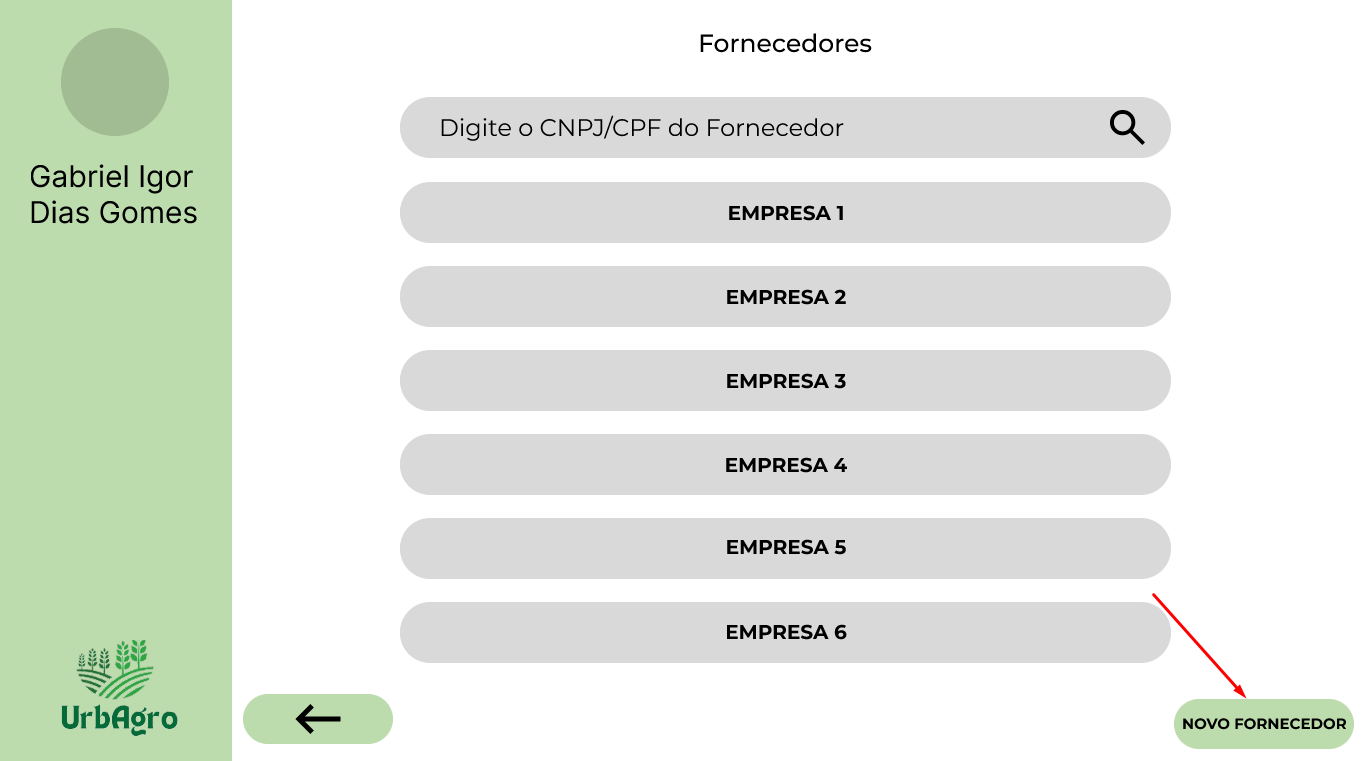 Gabriel Igor
Dias Gomes
UrbAgro
Fornecedores
Digite o CNPJ/CPF do Fornecedor
EMPRESA 1
EMPRESA 2
EMPRESA 3
EMPRESA 4
EMPRESA 5
EMPRESA 6
NOVO FORNECEDOR